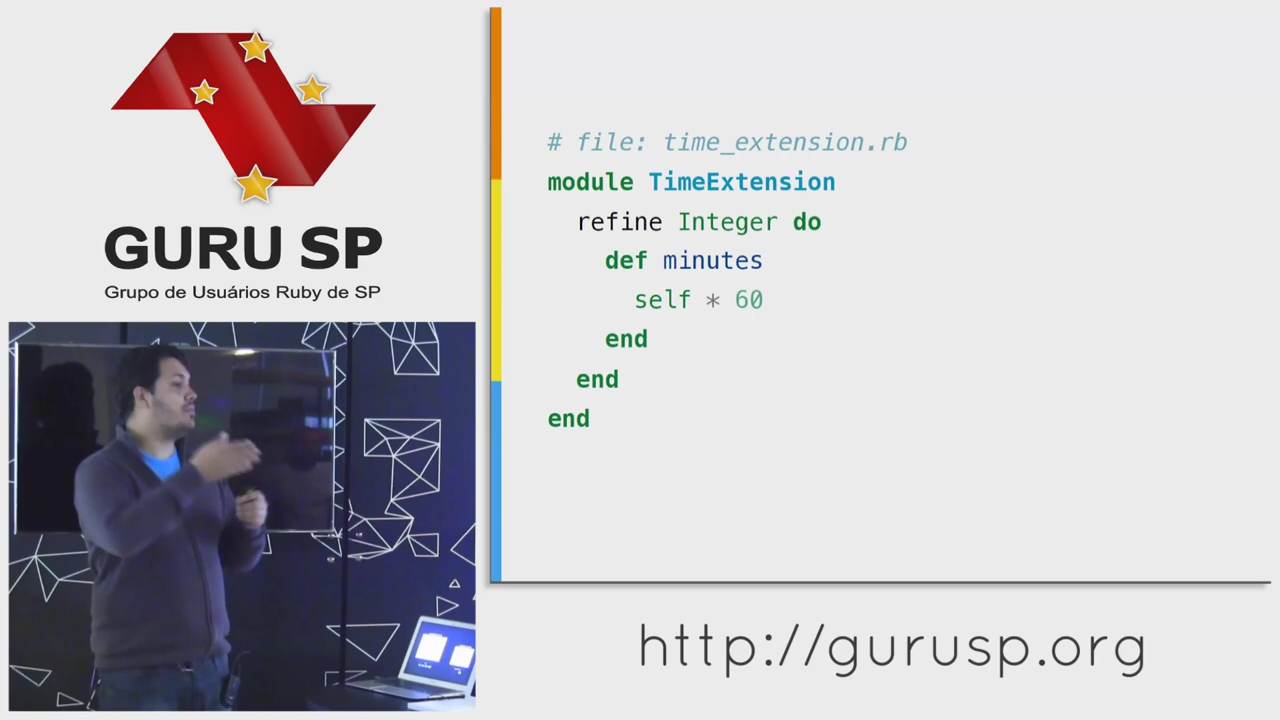 GURU SP
Grupo de Usuários Ruby de SP
# file: time_extension.rb
module TimeExtension
  refine Integer do
    def minutes
      self * 60
    end
  end
end
http://gurusp.org